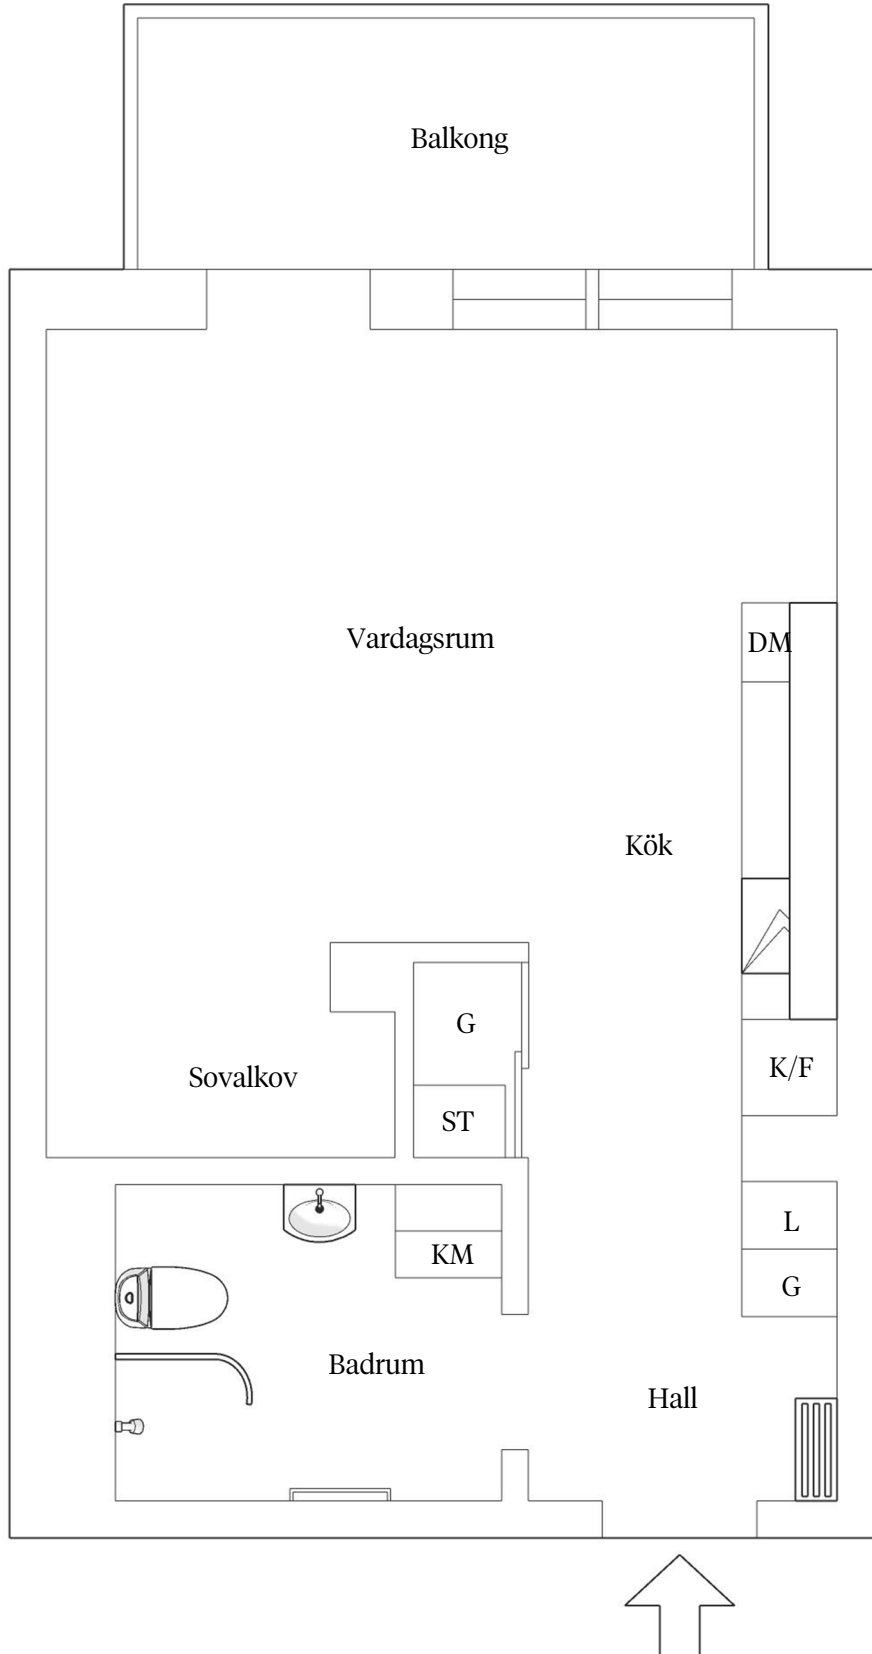 Balkong
Vardagsrum
DM
Kök
G
K/F
Sovalkov
ST
L
KM
G
Badrum
Hall